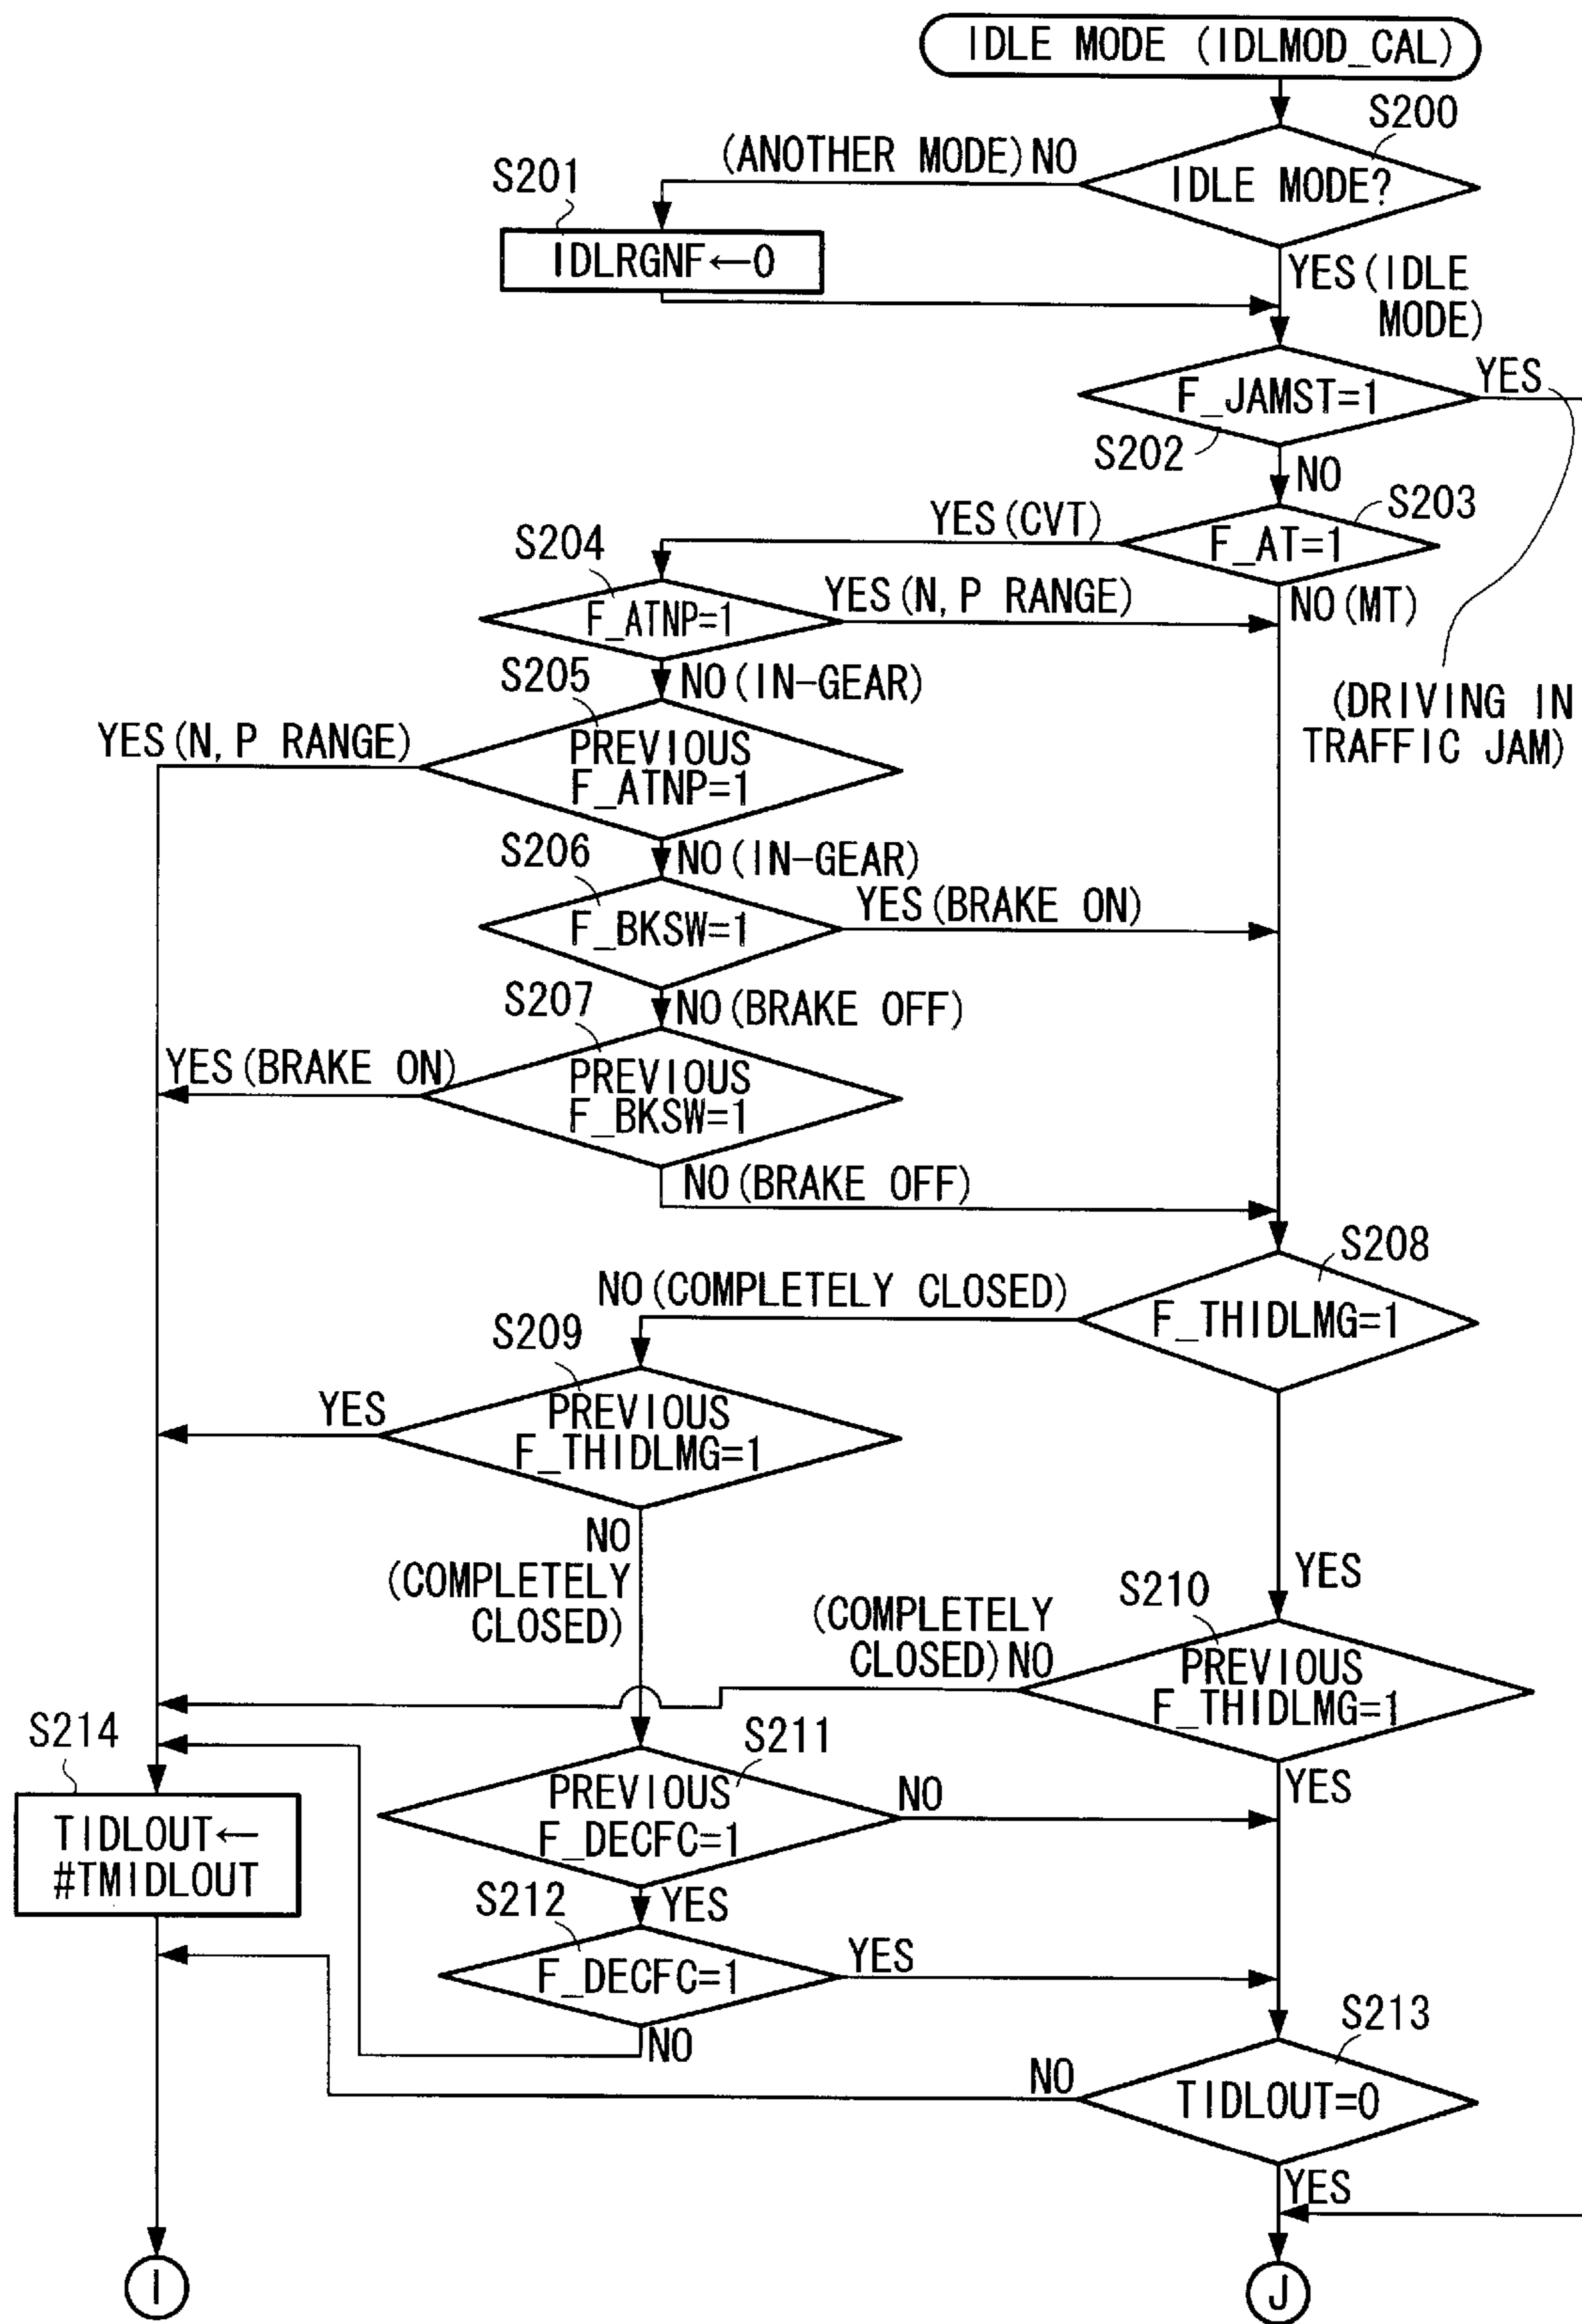 IDLE MODE (IDLMOD_CAL)
S200
(ANOTHER MODE) NO
IDLE MODE?
S201
IDLRGNF←0
YES (IDLE
MODE)
F_JAMST=1
YES
S202
NO
S203
YES (CVT)
F_AT=1
S204
F_ATNP=1
YES (N, P RANGE)
NO (MT)
S205
NO (IN-GEAR)
(DRIVING IN
TRAFFIC JAM)
YES (N, P RANGE)
PREVIOUS
F_ATNP=1
S206
NO (IN-GEAR)
F_BKSW=1
YES (BRAKE ON)
S207
NO (BRAKE OFF)
YES (BRAKE ON)
PREVIOUS
F_BKSW=1
NO (BRAKE OFF)
S208
NO (COMPLETELY CLOSED)
F_THIDLMG=1
S209
YES
PREVIOUS
F_THIDLMG=1
NO
(COMPLETELY
CLOSED)
YES
S210
(COMPLETELY
CLOSED) NO
PREVIOUS
F_THIDLMG=1
S214
S211
YES
TIDLOUT←
#TMIDLOUT
PREVIOUS
F_DECFC=1
NO
S212
YES
F_DECFC=1
YES
NO
S213
NO
TIDLOUT=0
YES
I
J